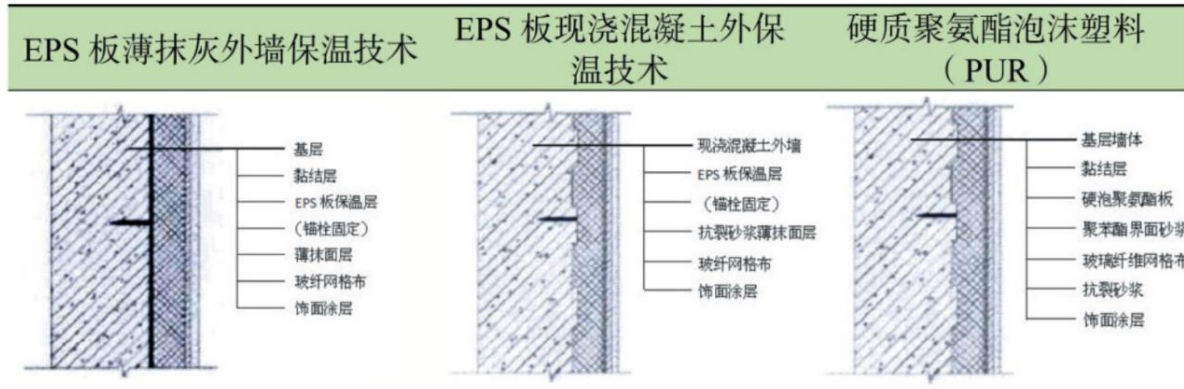 EPS 板薄抹灰外墙保温技术
EPS 板现浇混凝土外保
温技术
硬质聚氨酯泡沫塑料
（PUR）
基层
黏结层
EPS 板保温层
（锚栓固定）
薄抹面层
玻纤网格布
饰面涂层
现浇混凝土外墙
EPS 板保温层
（锚栓固定）
抗裂砂浆薄抹面层
玻纤网格布
饰面涂层
基层墙体
黏结层
硬泡聚氨酯板
聚苯酯界面砂浆
玻璃纤维网格布
抗裂砂浆
饰面涂层